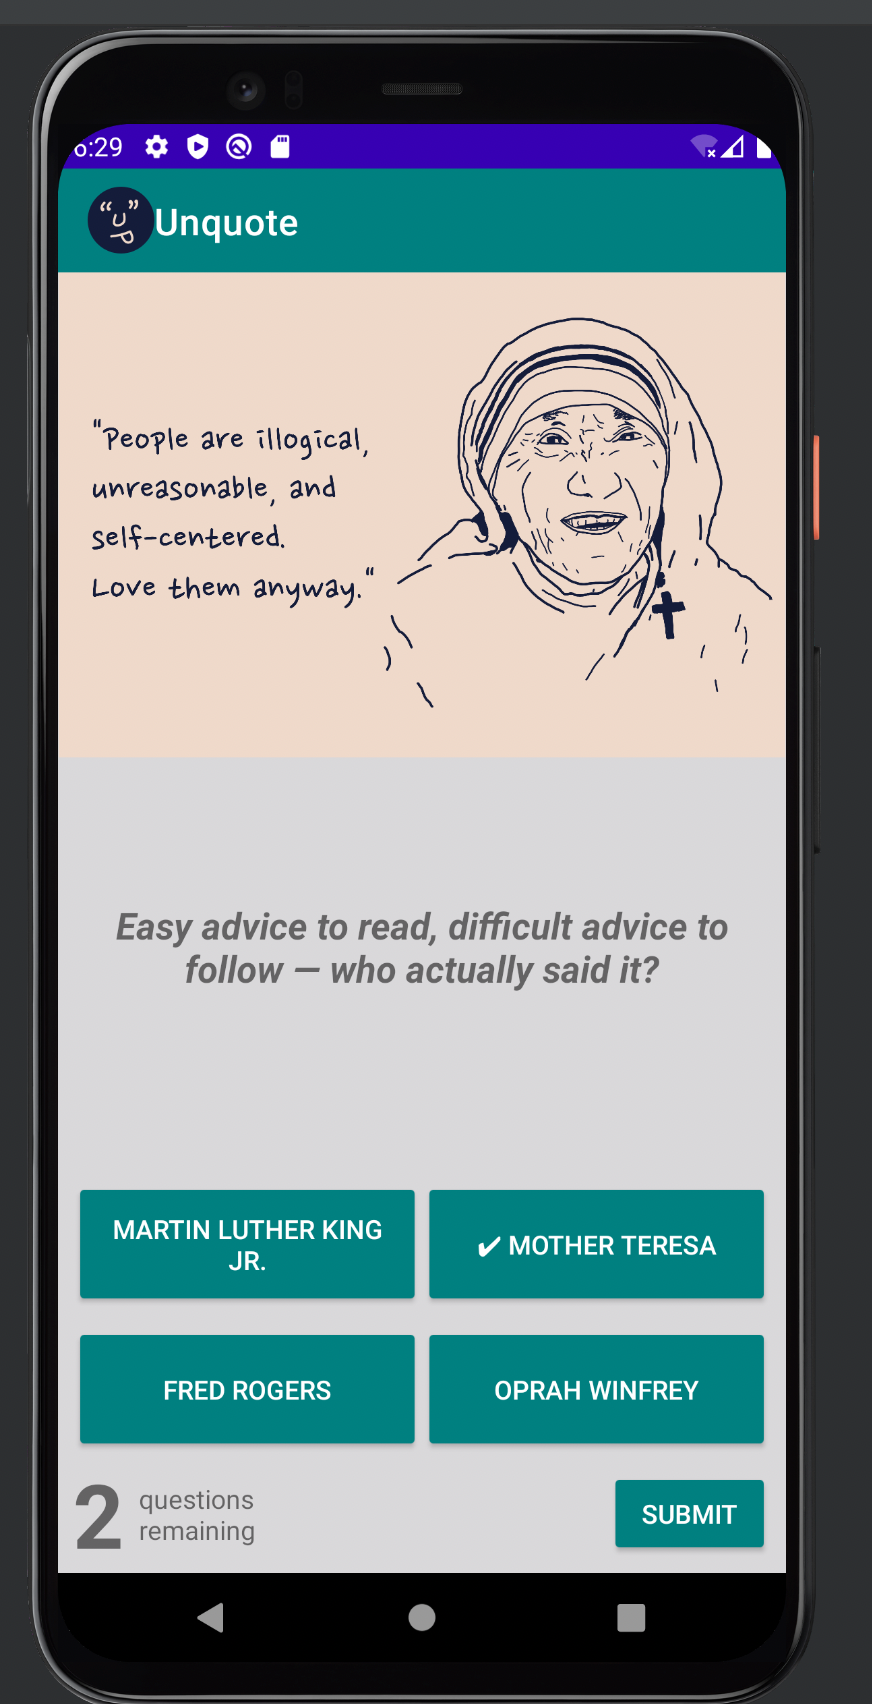 6:29
Unquote
"People are illogical,
unreasonable, and
self-centered.
Love them anyway."
Easy advice to read, difficult advice to
follow — who actually said it?
MARTIN LUTHER KING
JR.
✔ MOTHER TERESA
FRED ROGERS
OPRAH WINFREY
2 questions
remaining
SUBMIT